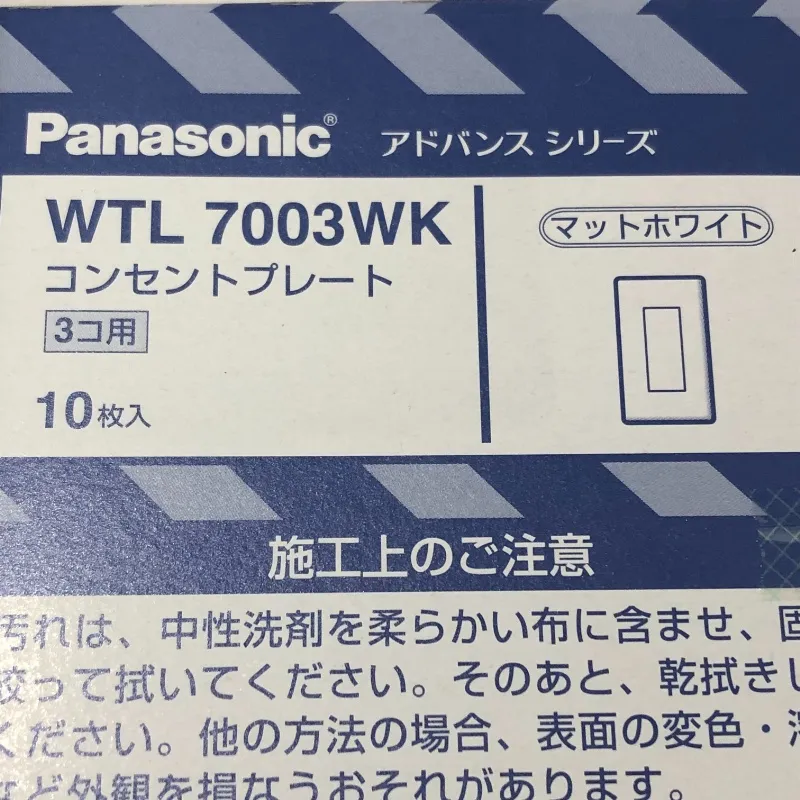 Panasonic® アドバンス シリーズ
WTL 7003WK
マットホワイト
コンセントプレート
3コ用
10枚入
施工上のご注意
汚れは、中性洗剤を柔らかい布に含ませ、固
絞って拭いてください。そのあと、乾拭きし
ください。他の方法の場合、表面の変色・
など外観を損なうおそれがあります。